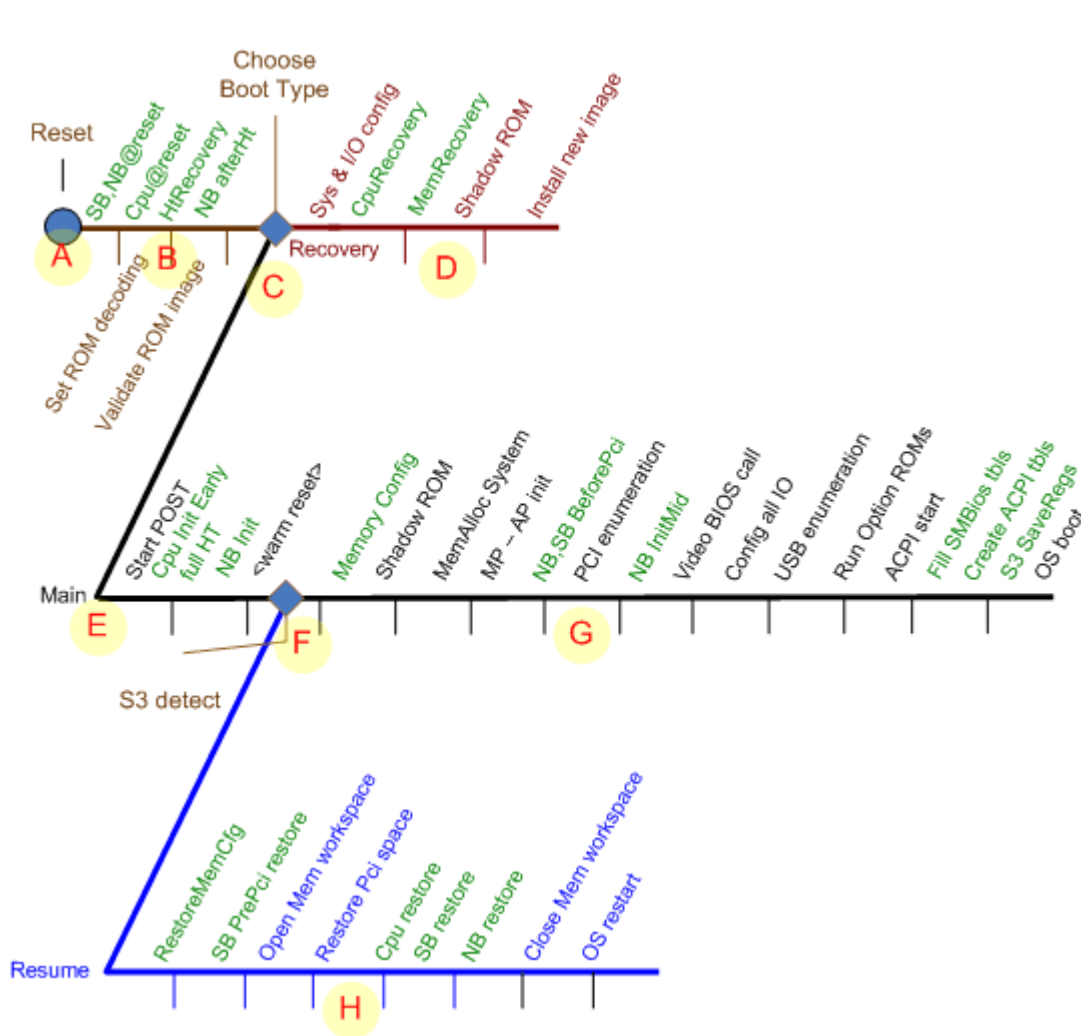 Choose
Boot Type
Reset
SB,NB@reset
Cpu@reset
HtRecovery
NB afterHt
Sys & I/O config
CpuRecovery
MemRecovery
Shadow ROM
Install new image
Recovery
A
B
C
D
Set ROM decoding
Validate ROM image
Start POST
Cpu Init Early
full HT
NB Init
<warm reset>
Memory Config
Shadow ROM
MemAlloc System
MP – AP init
NB,SB BeforePci
PCI enumeration
NB InitMid
Video BIOS call
Config all IO
USB enumeration
Run Option ROMs
ACPI start
Fill SMBios tbls
Create ACPI tbls
S3 SaveRegs
OS boot
Main
E
F
G
S3 detect
RestoreMemCfg
SB PrePci restore
Open Mem workspace
Restore Pci space
Cpu restore
SB restore
NB restore
Close Mem workspace
OS restart
Resume
H